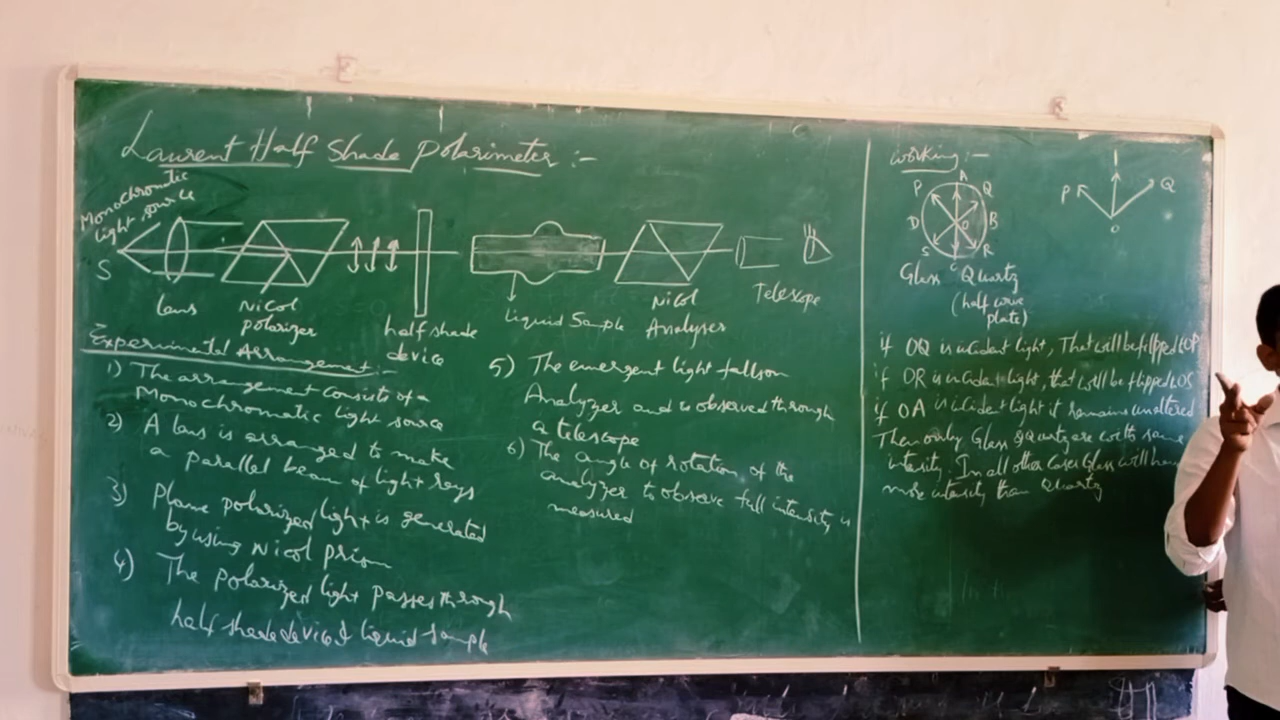 Laurent Half Shade Polarimeter :-
Monochromatic
light source
S
lens
Nicol
polarizer
half shade
device
Liquid Sample
Nicol
Analyser
Telescope
Experimental Arrangement :
1) The arrangement consists of a
Monochromatic light source
2) A lens is arranged to make
a parallel beam of light rays
3) Plane polarized light is generated
by using Nicol prism
4) The polarized light passes through
half shade device & liquid sample
5) The emergent light falls on
Analyzer and is observed through
a telescope
6) The angle of rotation of the
analyzer to observe full intensity is
measured
working :-
A
P Q
D B
O
S R
C
Glass Quartz
(half wave
plate)
P Q
O
if OQ is incident light, That will be flipped to OP
if OR is incident light, that will be flipped to OS
if OA is incident light it remains unaltered
Then only Glass & quartz are with same
intensity. In all other cases Glass will have
more intensity than Quartz